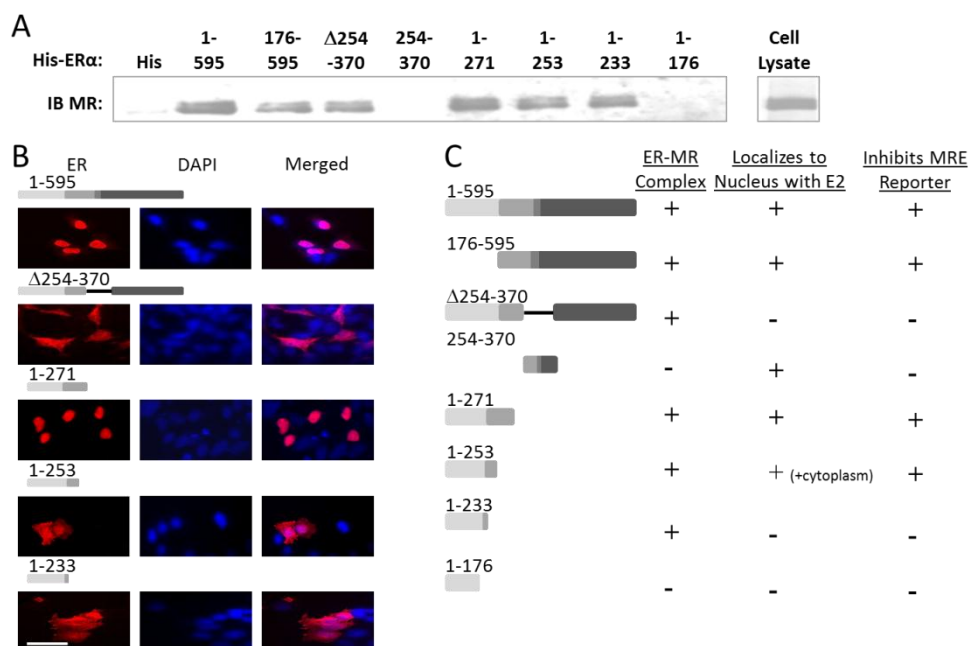 A
His-ERα:
His
1-
595
176-
595
Δ254
-370
254-
370
1-
271
1-
253
1-
233
1-
176
Cell
Lysate
IB MR:
B
ER
DAPI
Merged
1-595
Δ254-370
1-271
1-253
1-233
C
ER-MR
Complex
Localizes to
Nucleus with E2
Inhibits MRE
Reporter
1-595
+ + +
176-595
+ + +
Δ254-370
+ - -
254-370
- + -
1-271
+ + +
1-253
+ + (+cytoplasm) +
1-233
+ - -
1-176
- - -